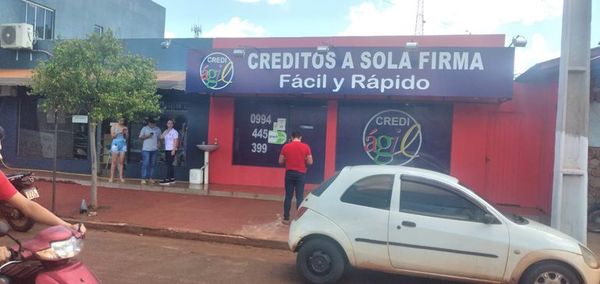 CREDI
ágil
CREDITOS A SOLA FIRMA
Fácil y Rápido
0994
445
399
CREDI
ágil